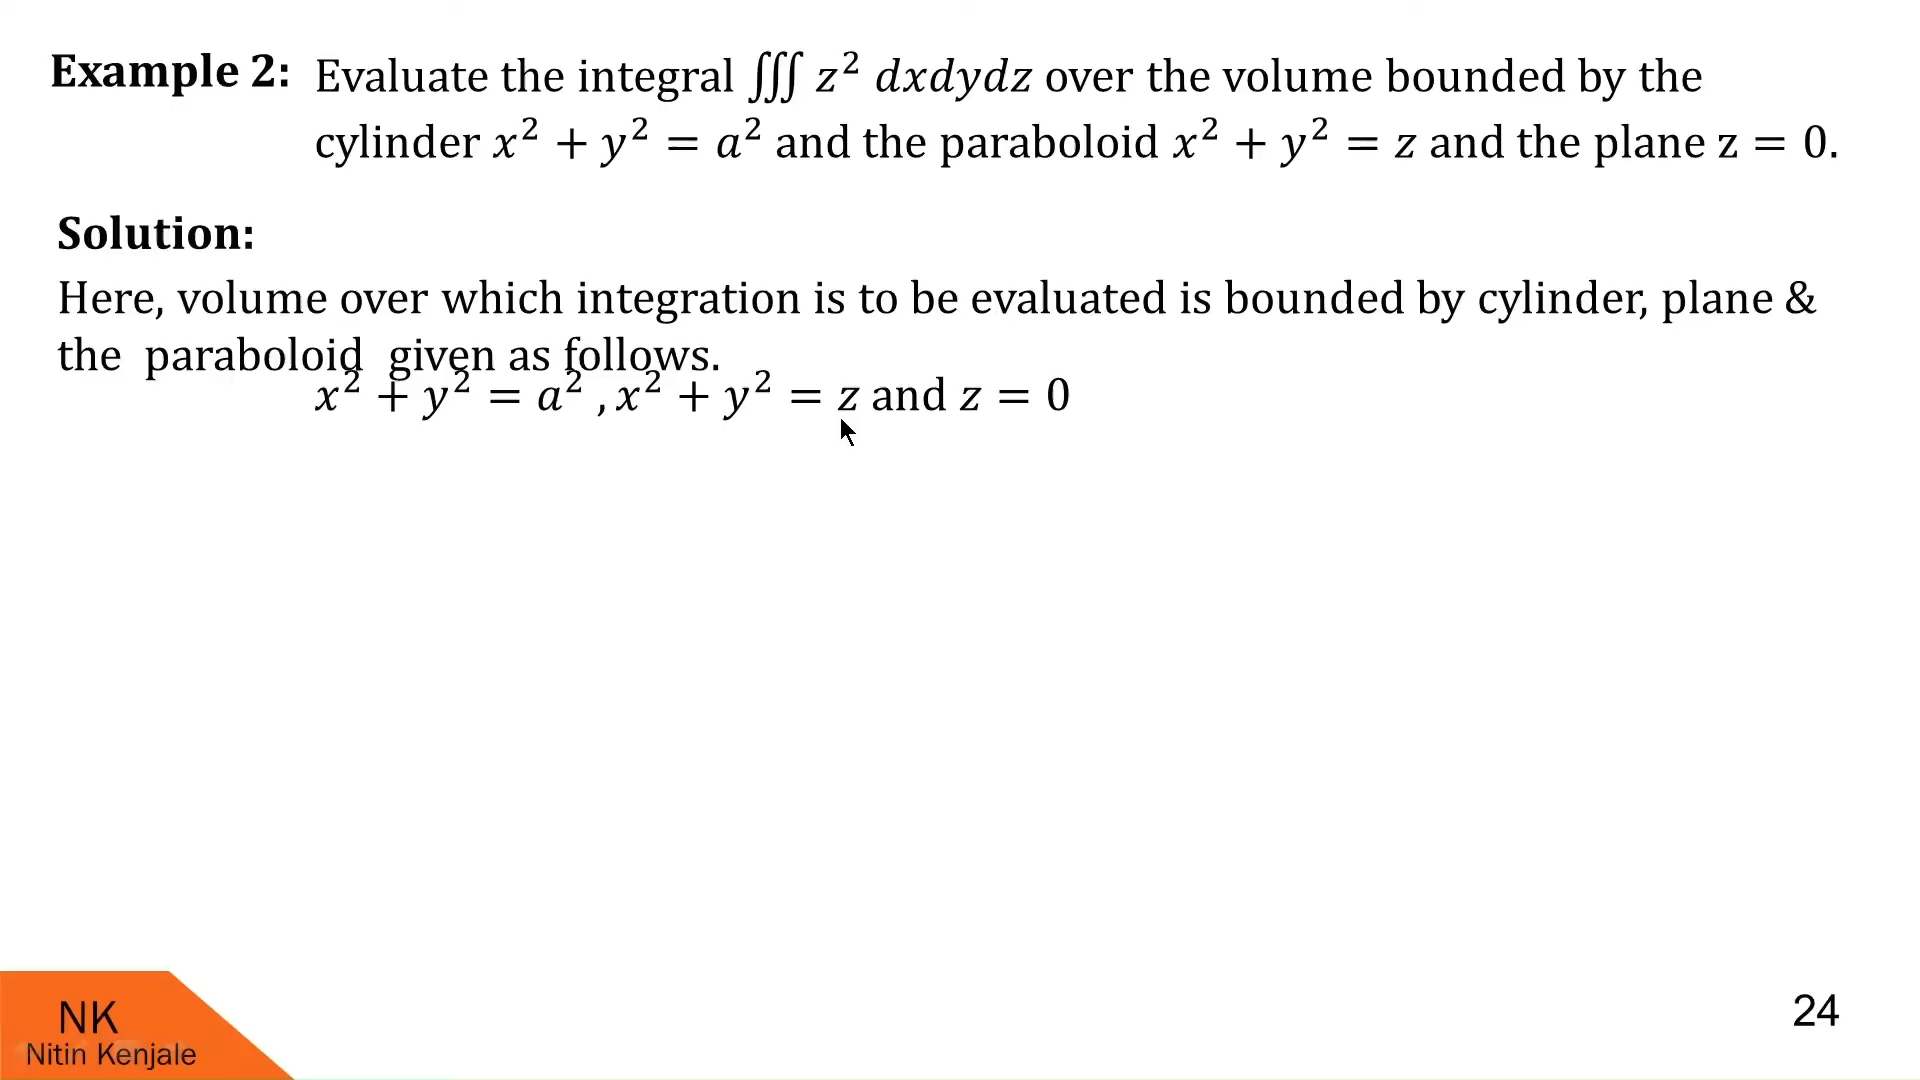 Example 2: Evaluate the integral ∭ z² dxdydz over the volume bounded by the
cylinder x² + y² = a² and the paraboloid x² + y² = z and the plane z = 0.
Solution:
Here, volume over which integration is to be evaluated is bounded by cylinder, plane &
the paraboloid given as follows.
x² + y² = a² , x² + y² = z and z = 0
NK
Nitin Kenjale
24